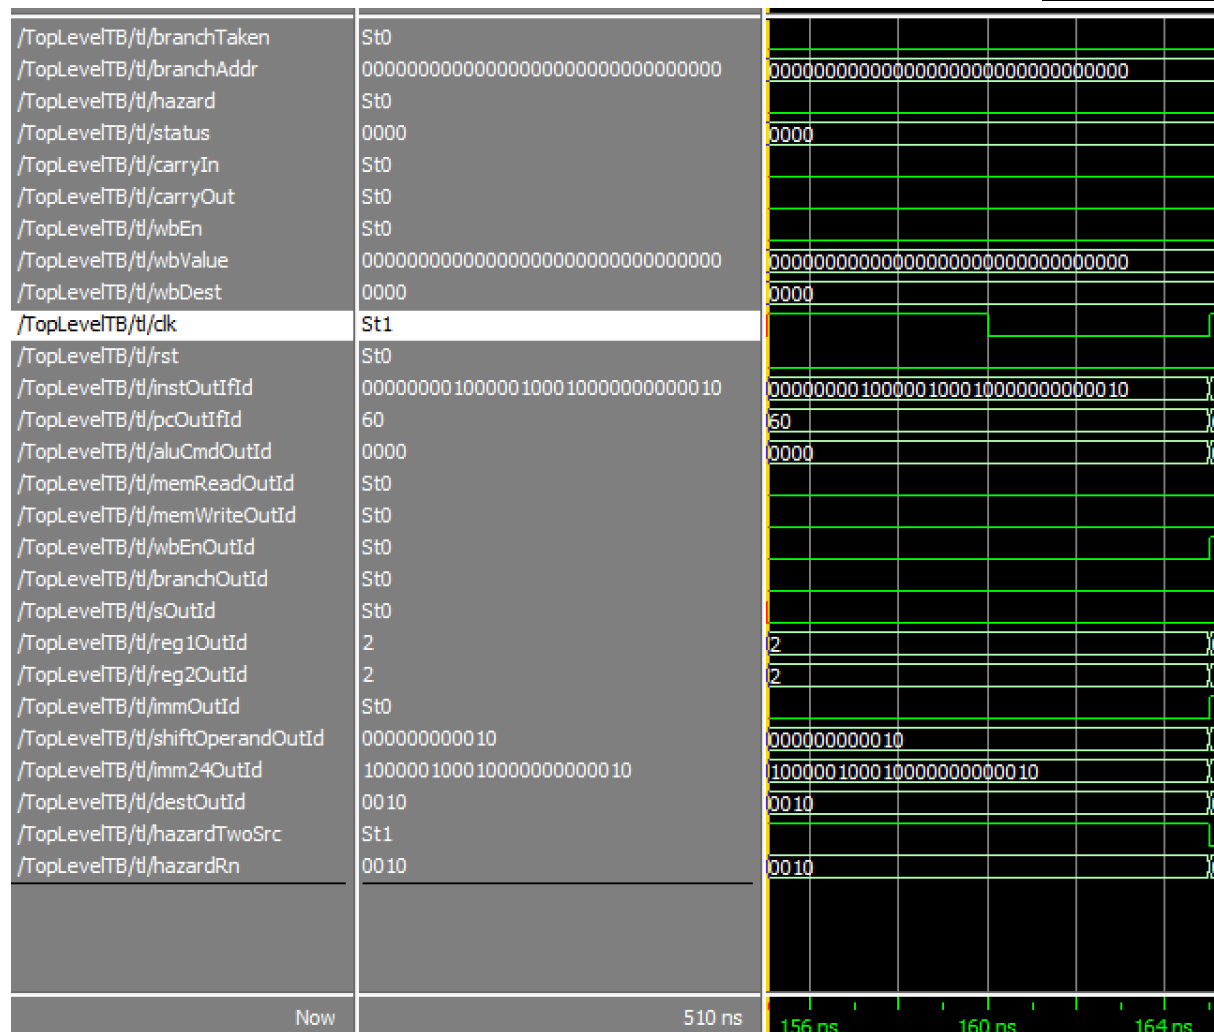 /TopLevelTB/tl/branchTaken St0
/TopLevelTB/tl/branchAddr 00000000000000000000000000000000 00000000000000000000000000000000
/TopLevelTB/tl/hazard St0
/TopLevelTB/tl/status 0000 0000
/TopLevelTB/tl/carryIn St0
/TopLevelTB/tl/carryOut St0
/TopLevelTB/tl/wbEn St0
/TopLevelTB/tl/wbValue 00000000000000000000000000000000 00000000000000000000000000000000
/TopLevelTB/tl/wbDest 0000 0000
/TopLevelTB/tl/clk St1
/TopLevelTB/tl/rst St0
/TopLevelTB/tl/instOutIfId 00000000100000100010000000000010 00000000100000100010000000000010
/TopLevelTB/tl/pcOutIfId 60 60
/TopLevelTB/tl/aluCmdOutId 0000 0000
/TopLevelTB/tl/memReadOutId St0
/TopLevelTB/tl/memWriteOutId St0
/TopLevelTB/tl/wbEnOutId St0
/TopLevelTB/tl/branchOutId St0
/TopLevelTB/tl/sOutId St0
/TopLevelTB/tl/reg1OutId 2 2
/TopLevelTB/tl/reg2OutId 2 2
/TopLevelTB/tl/immOutId St0
/TopLevelTB/tl/shiftOperandOutId 000000000010 000000000010
/TopLevelTB/tl/imm24OutId 100000100010000000000010 100000100010000000000010
/TopLevelTB/tl/destOutId 0010 0010
/TopLevelTB/tl/hazardTwoSrc St1
/TopLevelTB/tl/hazardRn 0010 0010
Now 510 ns 156 ns 160 ns 164 ns